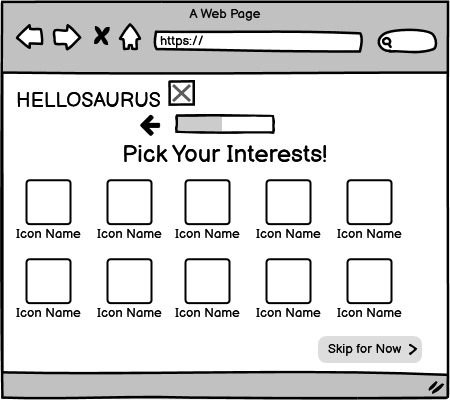 A Web Page
https://
HELLOSAURUS
Pick Your Interests!
Icon Name Icon Name Icon Name Icon Name Icon Name
Icon Name Icon Name Icon Name Icon Name Icon Name
Skip for Now